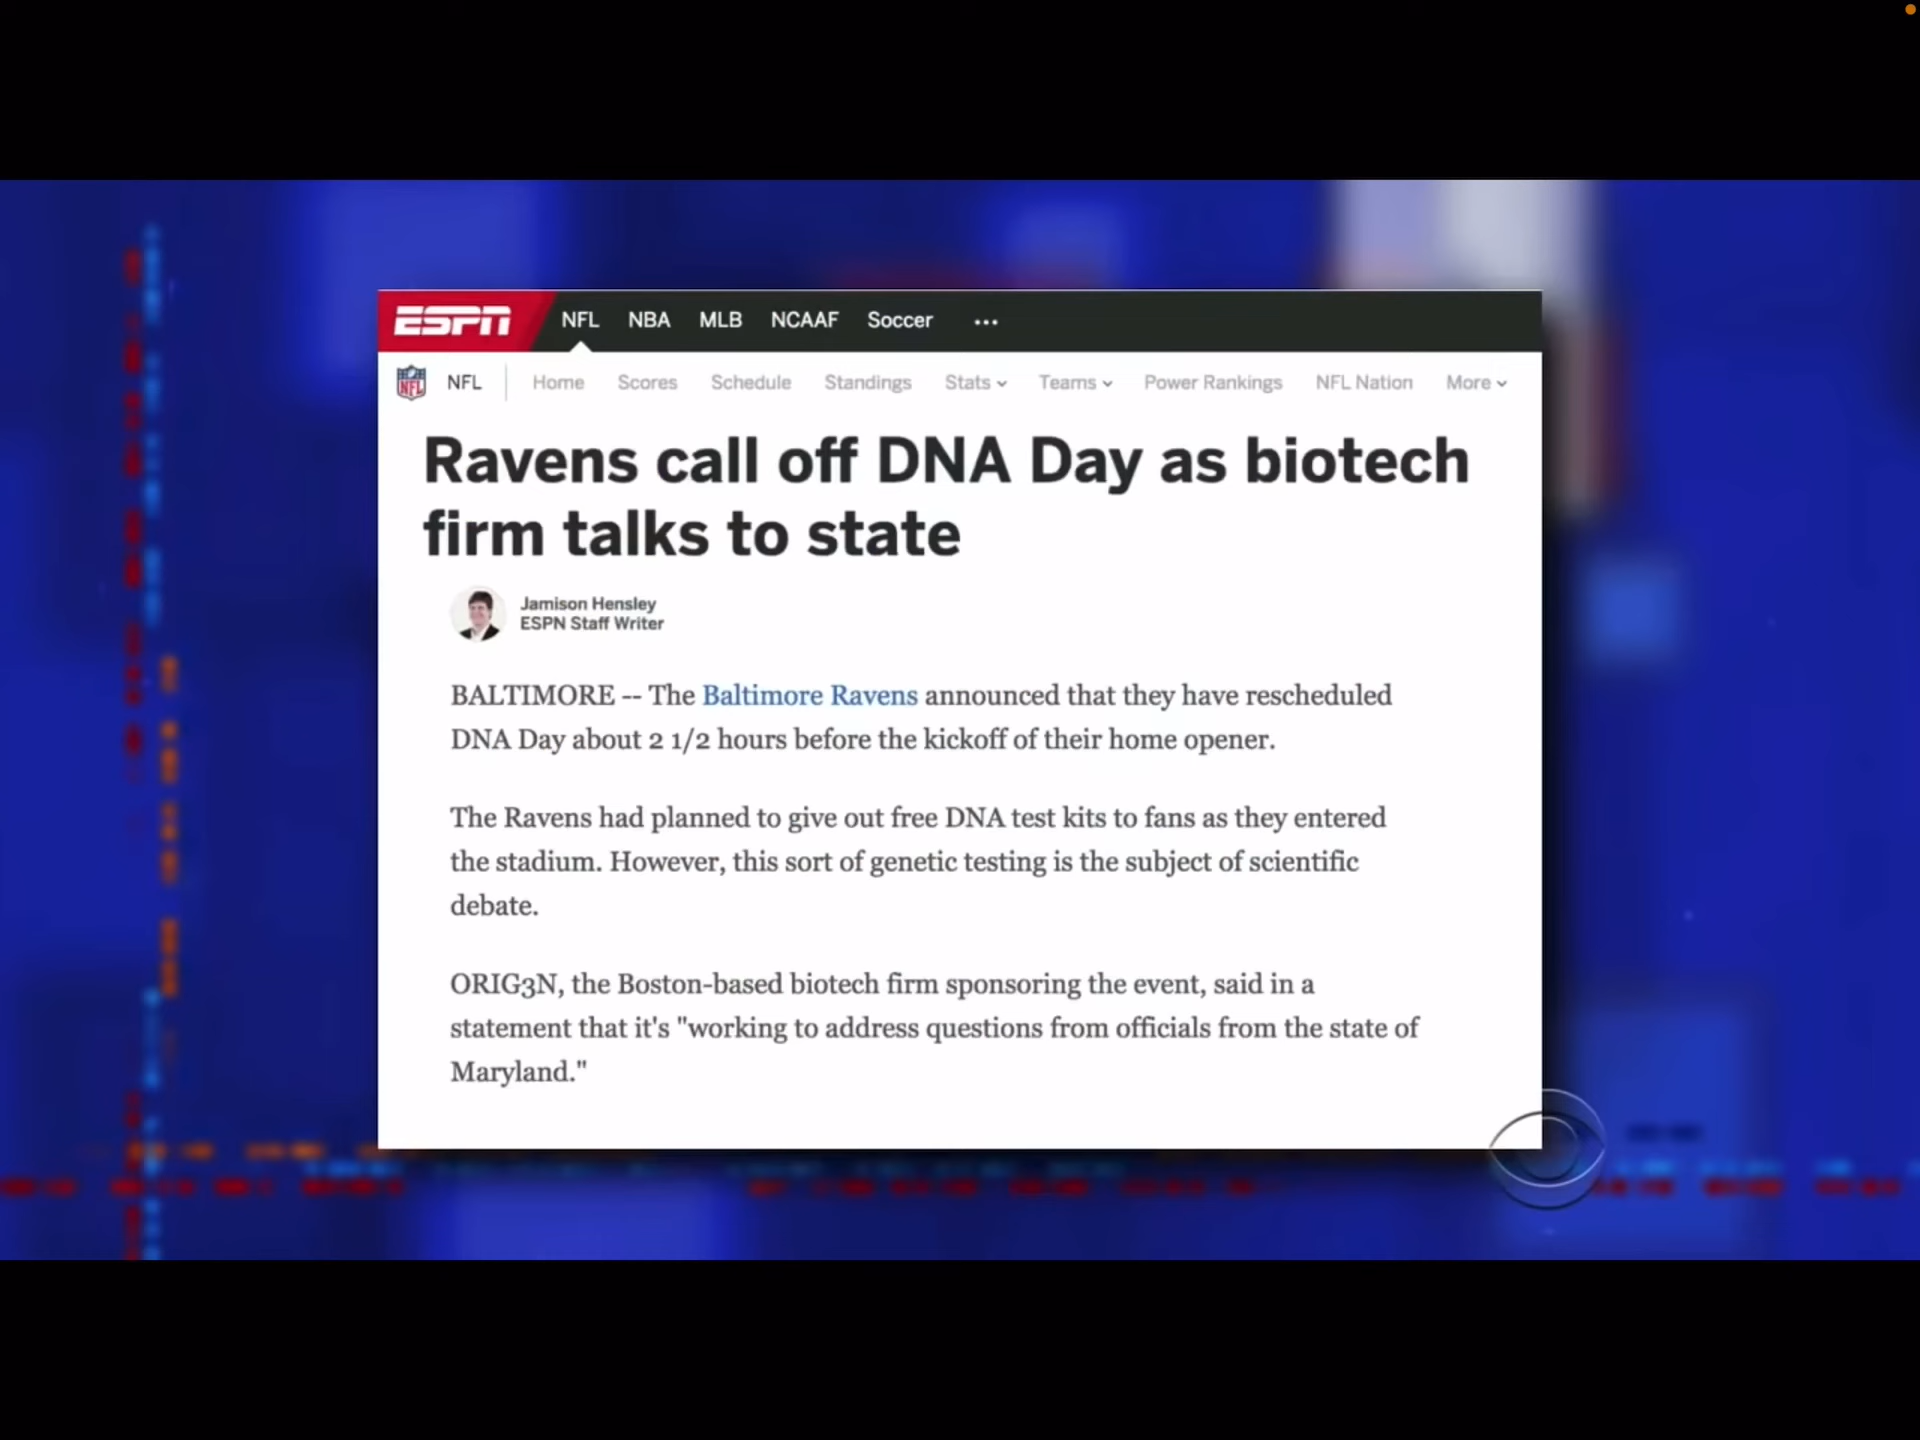 ESPN NFL NBA MLB NCAAF Soccer ...
NFL NFL Home Scores Schedule Standings Stats Teams Power Rankings NFL Nation More
Ravens call off DNA Day as biotech
firm talks to state
Jamison Hensley
ESPN Staff Writer
BALTIMORE -- The Baltimore Ravens announced that they have rescheduled
DNA Day about 2 1/2 hours before the kickoff of their home opener.
The Ravens had planned to give out free DNA test kits to fans as they entered
the stadium. However, this sort of genetic testing is the subject of scientific
debate.
ORIG3N, the Boston-based biotech firm sponsoring the event, said in a
statement that it's "working to address questions from officials from the state of
Maryland."